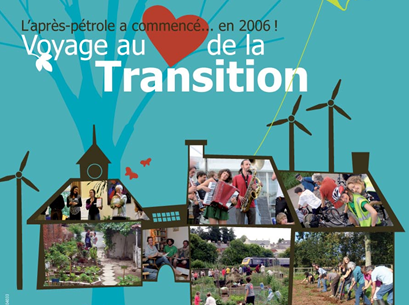 L'après-pétrole a commencé... en 2006 !
Voyage au de la
Transition